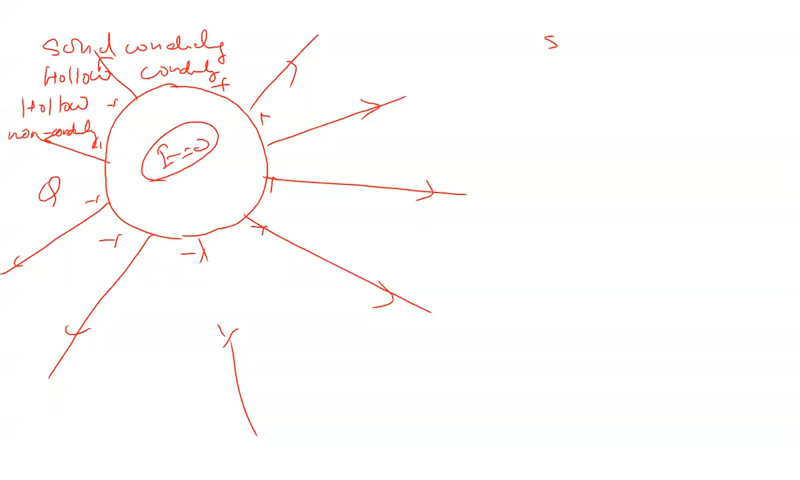 Solid conducting
Hollow conducting
Hollow
non-conducting
E=0
Q
S